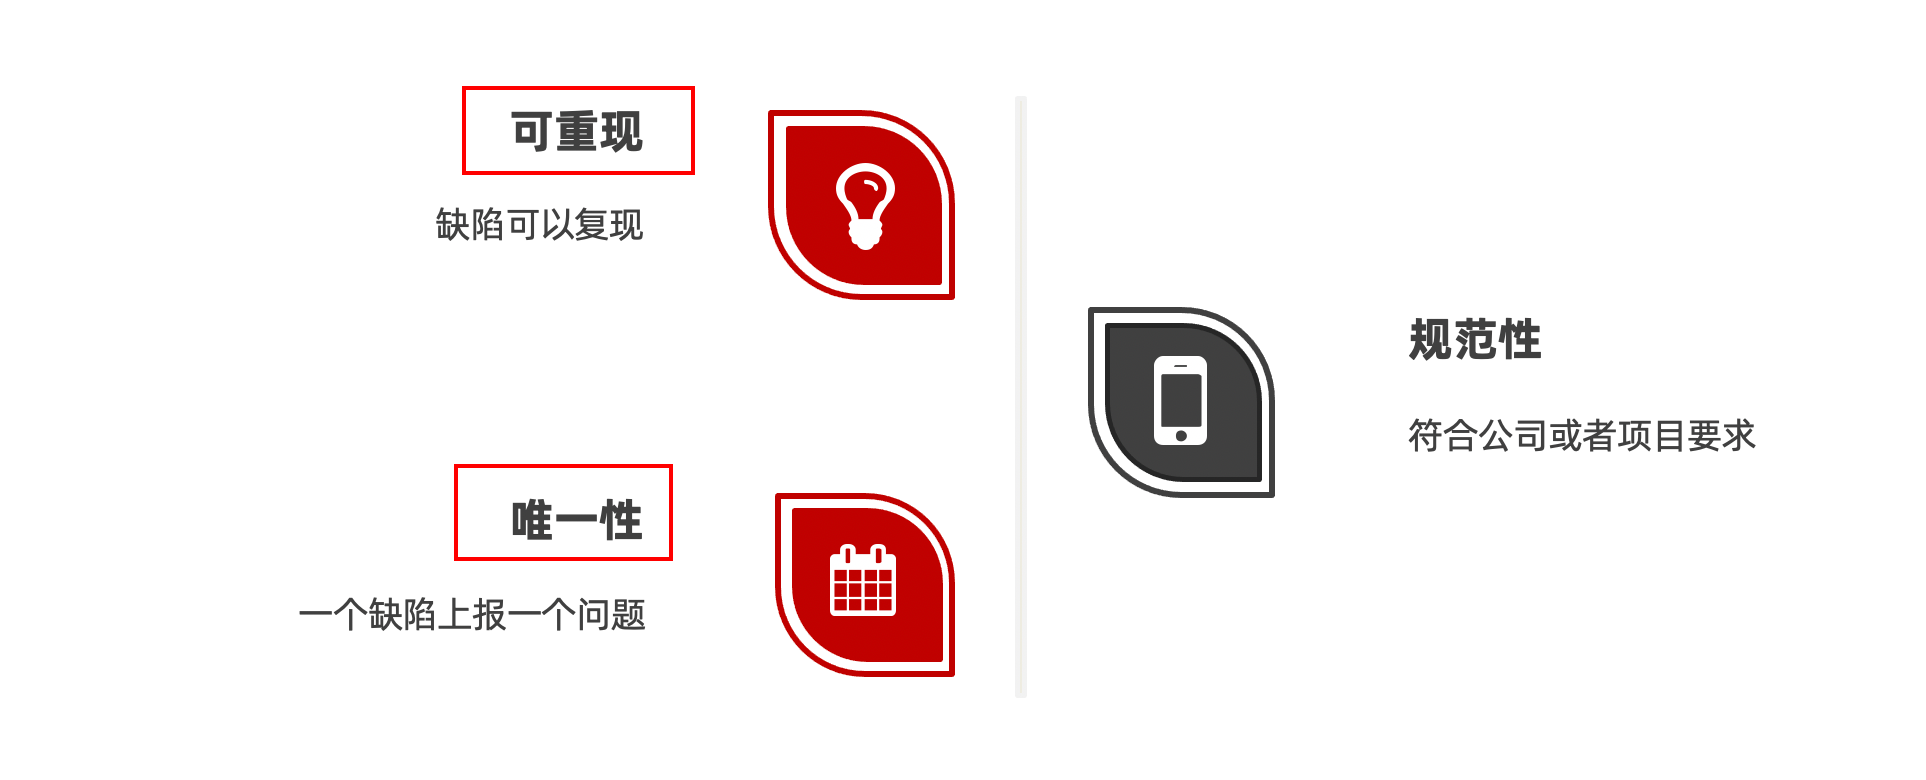 可重现
缺陷可以复现
唯一性
一个缺陷上报一个问题
规范性
符合公司或者项目要求